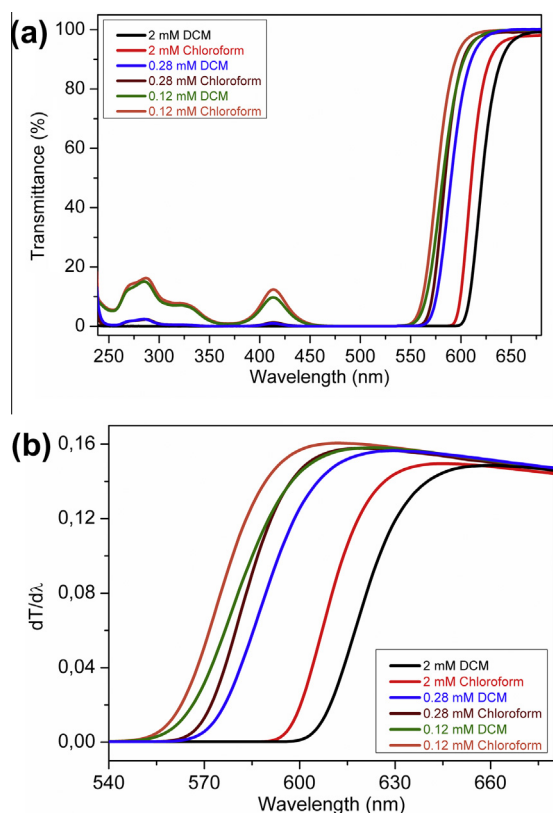 (a)
100
80
60
40
20
0
Transmittance (%)
2 mM DCM
2 mM Chloroform
0.28 mM DCM
0.28 mM Chloroform
0.12 mM DCM
0.12 mM Chloroform
250 300 350 400 450 500 550 600 650
Wavelength (nm)
(b)
0,16
0,12
0,08
0,04
0,00
dT/dλ
2 mM DCM
2 mM Chloroform
0.28 mM DCM
0.28 mM Chloroform
0.12 mM DCM
0.12 mM Chloroform
540 570 600 630 660
Wavelength (nm)